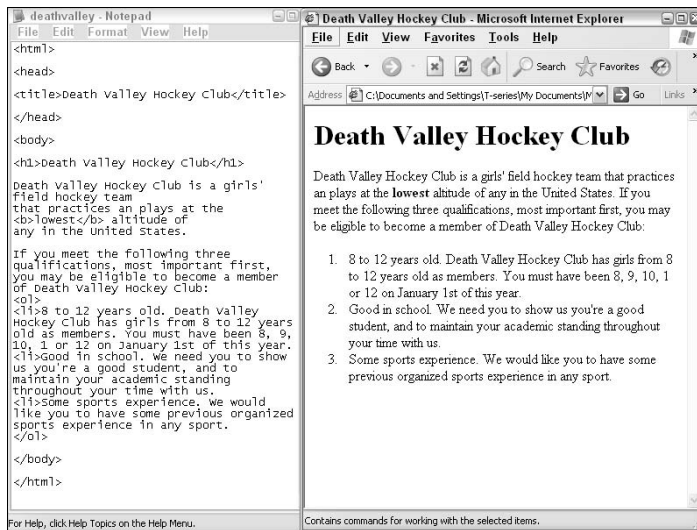 deathvalley - Notepad
File Edit Format View Help
<html>
<head>
<title>Death Valley Hockey Club</title>
</head>
<body>
<h1>Death Valley Hockey Club</h1>
Death Valley Hockey Club is a girls'
field hockey team
that practices an plays at the
<b>lowest</b> altitude of
any in the United States.
If you meet the following three
qualifications, most important first,
you may be eligible to become a member
of Death Valley Hockey Club:
<ol>
<li>8 to 12 years old. Death Valley
Hockey Club has girls from 8 to 12 years
old as members. You must have been 8, 9,
10, 1 or 12 on January 1st of this year.
<li>Good in school. We need you to show
us you're a good student, and to
maintain your academic standing
throughout your time with us.
<li>Some sports experience. We would
like you to have some previous organized
sports experience in any sport.
</ol>
</body>
</html>
For Help, click Help Topics on the Help Menu.
Death Valley Hockey Club - Microsoft Internet Explorer
File Edit View Favorites Tools Help
Back Search Favorites
Address C:\Documents and Settings\T-series\My Documents\M Go Links
Death Valley Hockey Club
Death Valley Hockey Club is a girls' field hockey team that practices
an plays at the lowest altitude of any in the United States. If you
meet the following three qualifications, most important first, you may
be eligible to become a member of Death Valley Hockey Club:
1. 8 to 12 years old. Death Valley Hockey Club has girls from 8
to 12 years old as members. You must have been 8, 9, 10, 1
or 12 on January 1st of this year.
2. Good in school. We need you to show us you're a good
student, and to maintain your academic standing throughout
your time with us.
3. Some sports experience. We would like you to have some
previous organized sports experience in any sport.
Contains commands for working with the selected items.